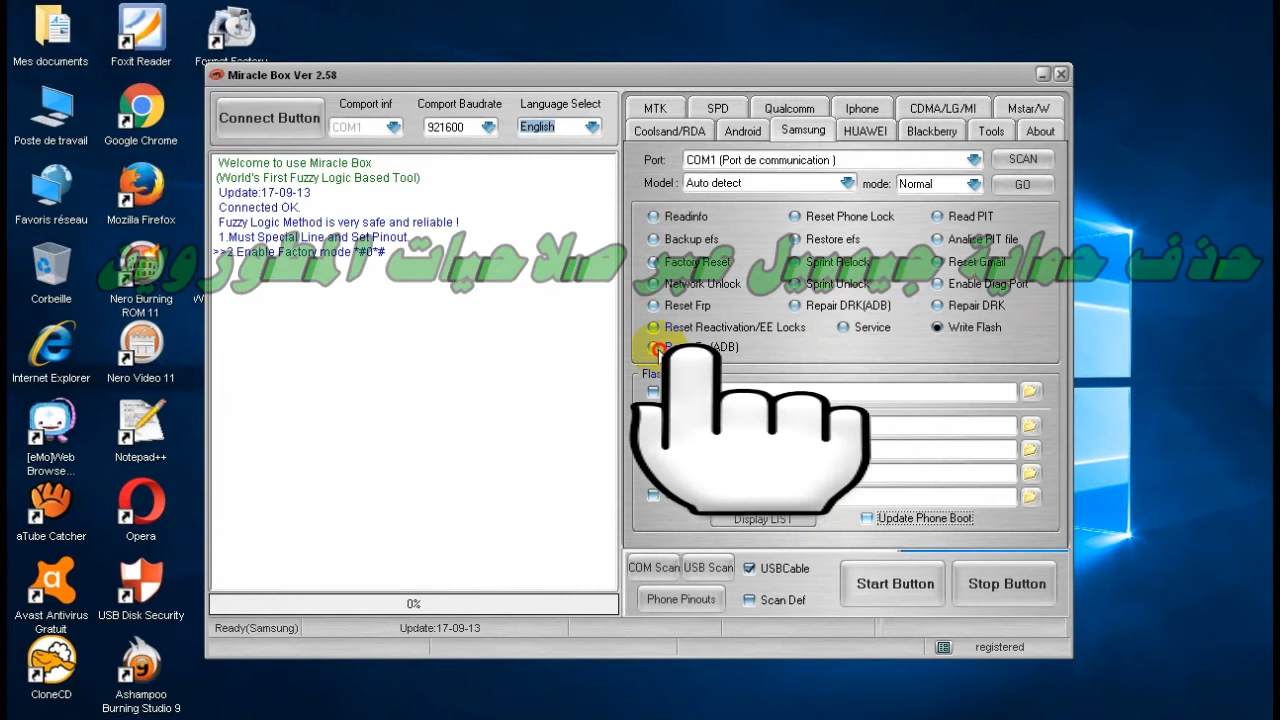 Mes documents
Foxit Reader
Format Factory
Poste de travail
Google Chrome
Favoris réseau
Mozilla Firefox
Corbeille
Nero Burning
ROM 11
Internet Explorer
Nero Video 11
[eMo]Web
Browse...
Notepad++
aTube Catcher
Opera
Avast Antivirus
Gratuit
USB Disk Security
CloneCD
Ashampoo
Burning Studio 9
Miracle Box Ver 2.58
Connect Button
Comport inf
Comport Baudrate
Language Select
COM1
921600
English
Welcome to use Miracle Box
(World's First Fuzzy Logic Based Tool)
Update:17-09-13
Connected OK.
Fuzzy Logic Method is very safe and reliable !
1.Must Special Line and Set Pinout
>>2.Enable Factory mode *#0*#
0%
Ready(Samsung)
Update:17-09-13
MTK
SPD
Qualcomm
Iphone
CDMA/LG/MI
Mstar/W
Coolsand/RDA
Android
Samsung
HUAWEI
Blackberry
Tools
About
Port:
COM1 (Port de communication )
SCAN
Model :
Auto detect
mode:
Normal
GO
Readinfo
Reset Phone Lock
Read PIT
Backup efs
Restore efs
Analise PIT file
Factory Reset
Sprint Relock
Reset Gmail
Network Unlock
Sprint Unlock
Enable Diag Port
Reset Frp
Repair DRK(ADB)
Repair DRK
Reset Reactivation/EE Locks
Service
Write Flash
(ADB)
Display LIST
Update Phone Boot
COM Scan
USB Scan
USBCable
Start Button
Stop Button
Phone Pinouts
Scan Def
registered
حذف حماية جيميل عبر صلاحيات